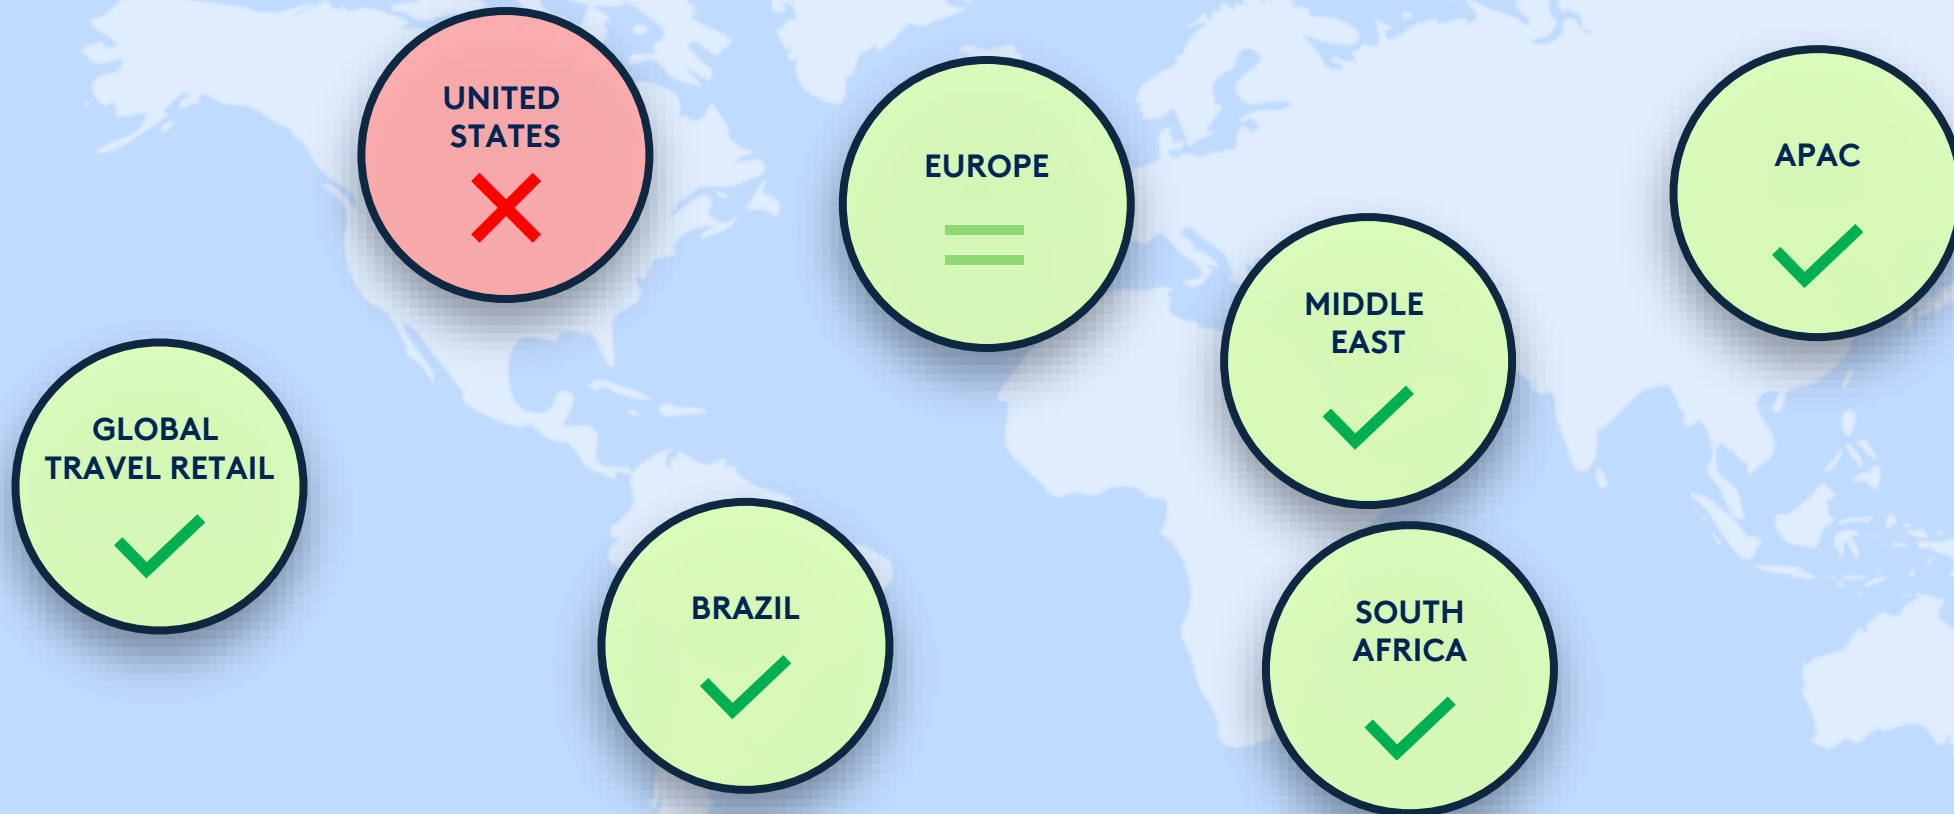 UNITED
STATES
EUROPE
APAC
MIDDLE
EAST
GLOBAL
TRAVEL RETAIL
BRAZIL
SOUTH
AFRICA